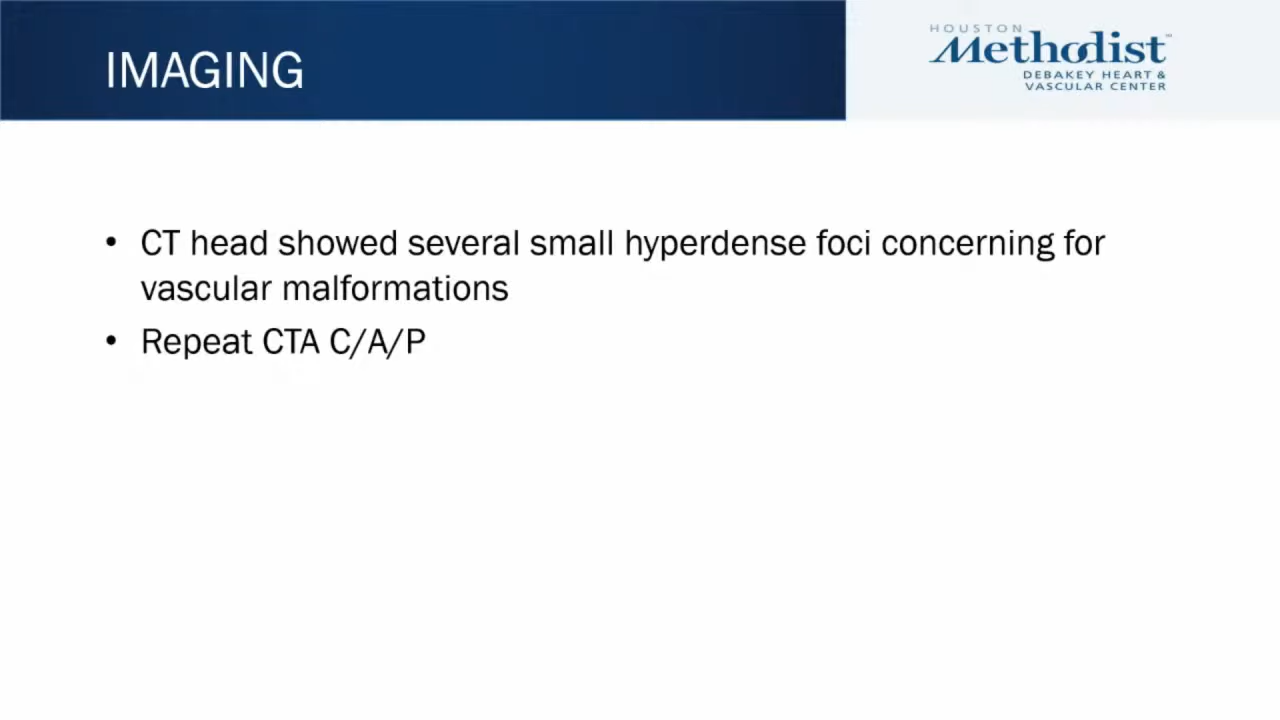 IMAGING
HOUSTON
Methodist
DEBAKEY HEART &
VASCULAR CENTER
• CT head showed several small hyperdense foci concerning for
vascular malformations
• Repeat CTA C/A/P